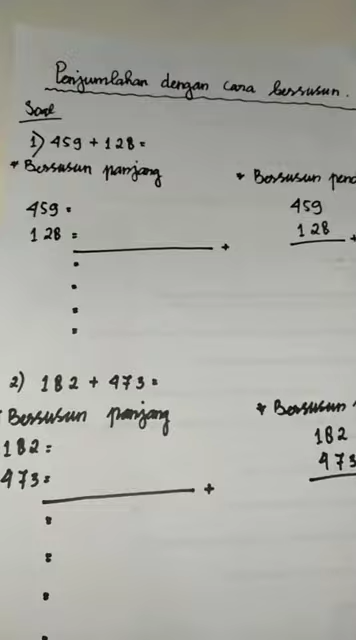 Penjumlahan dengan cara bersusun.
Soal
1) 459 + 128 =
* Bersusun panjang
459 =
128 =
+
=
=
=
=
* Bersusun pend
459
128
+
2) 182 + 473 =
* Bersusun panjang
182 =
473 =
+
=
=
=
=
* Bersusun
182
473